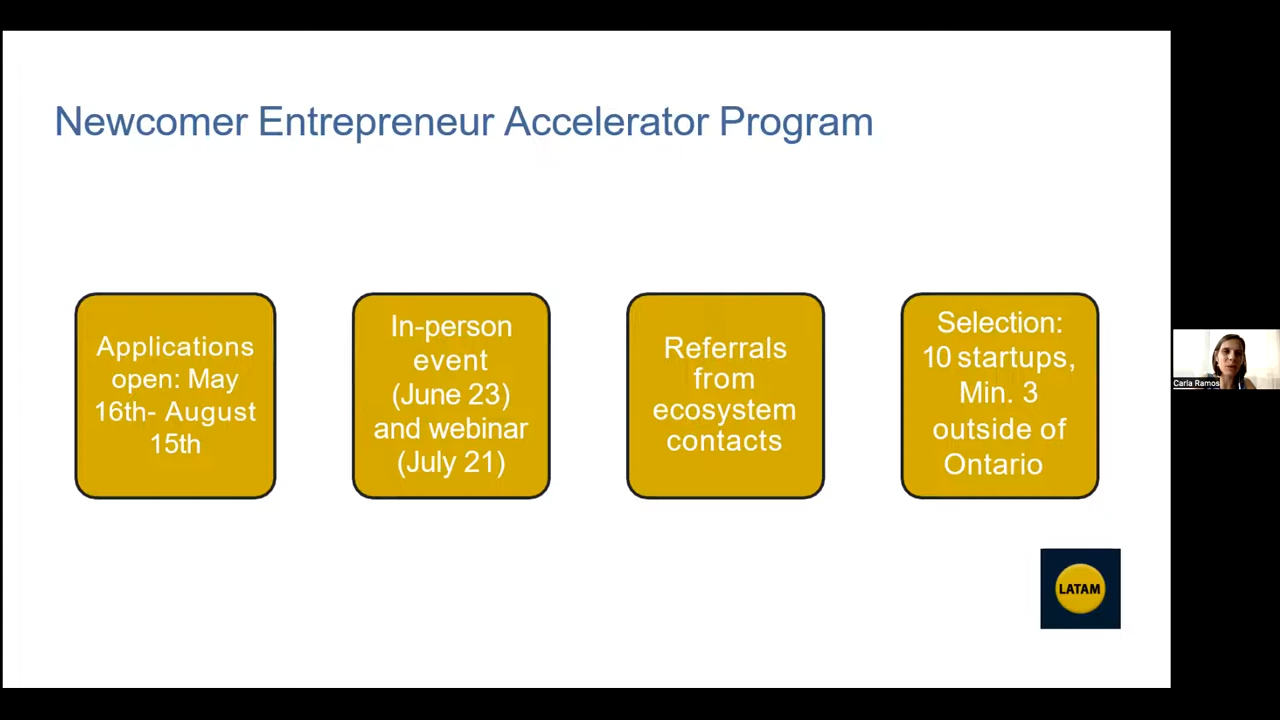 Newcomer Entrepreneur Accelerator Program
Applications
open: May
16th- August
15th
In-person
event
(June 23)
and webinar
(July 21)
Referrals
from
ecosystem
contacts
Selection:
10 startups,
Min. 3
outside of
Ontario
LATAM
Carla Ramos